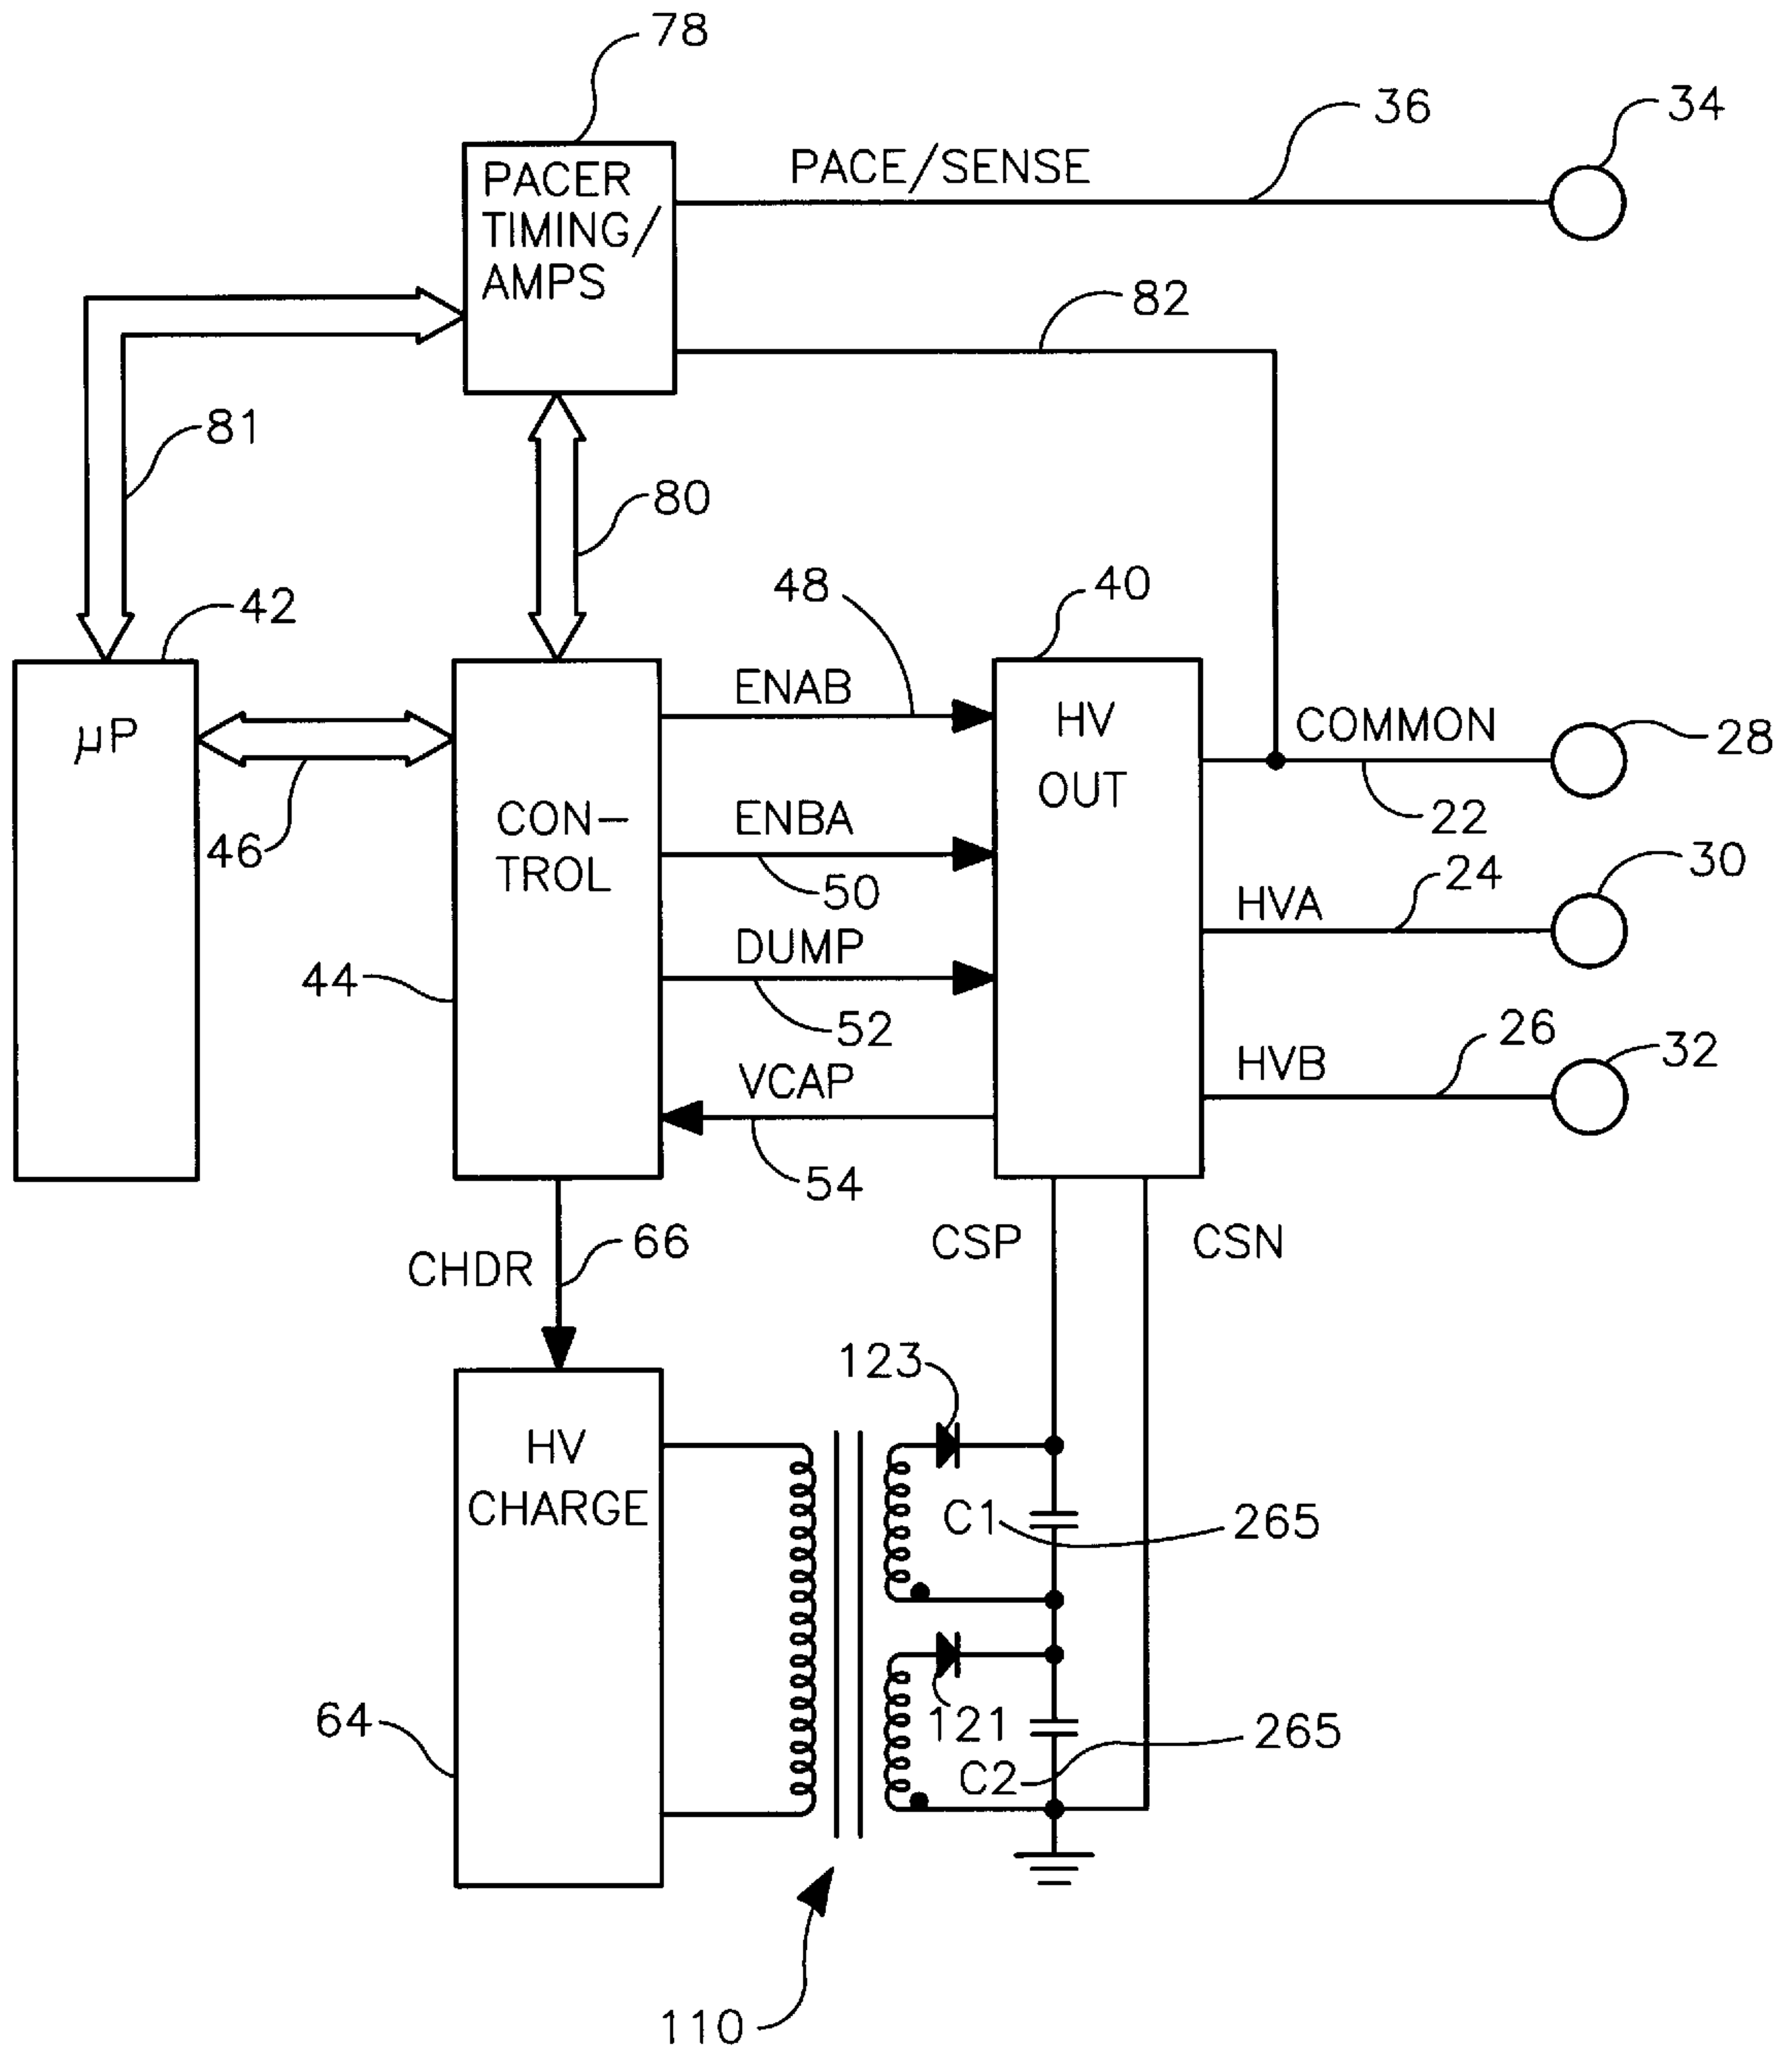 78
36
34
PACE/SENSE
PACER
TIMING/
AMPS
82
81
80
42
48
40
ENAB
μP
HV
OUT
COMMON
28
22
46
CON-
TROL
ENBA
50
HVA
24
30
44
DUMP
52
HVB
26
32
VCAP
54
CHDR
66
CSP
CSN
123
HV
CHARGE
C1
265
64
121
C2
265
110